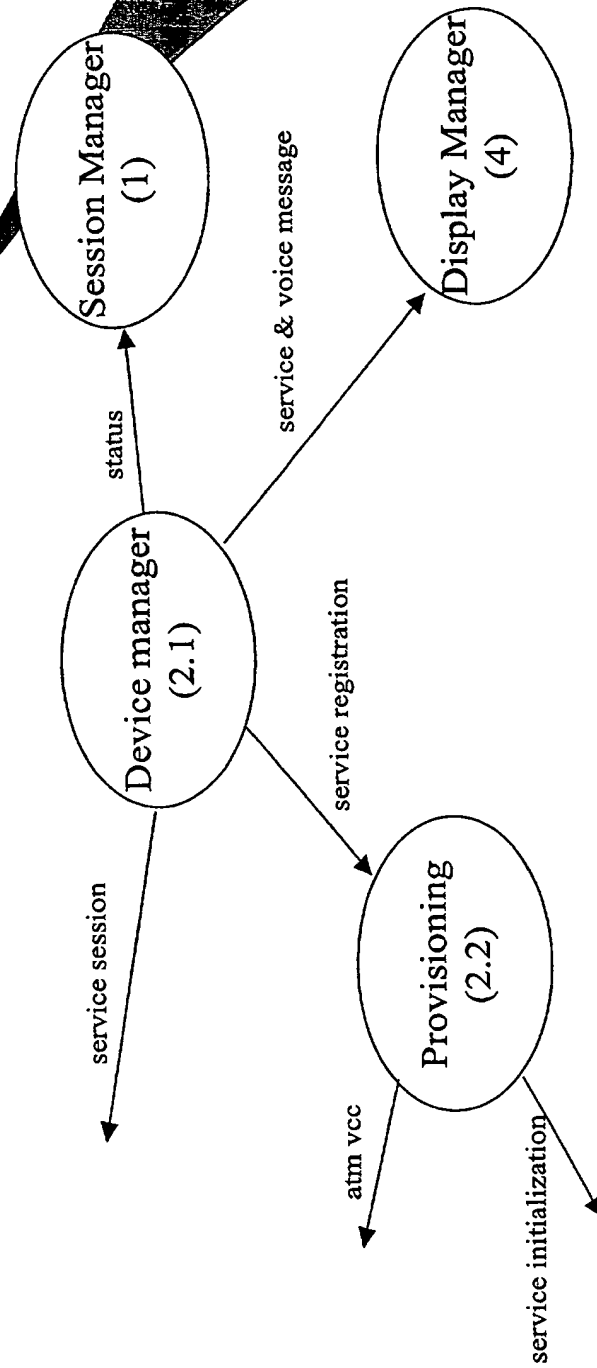 service session
Device manager
(2.1)
status
Session Manager
(1)
service & voice message
Display Manager
(4)
service registration
Provisioning
(2.2)
atm vcc
service initialization